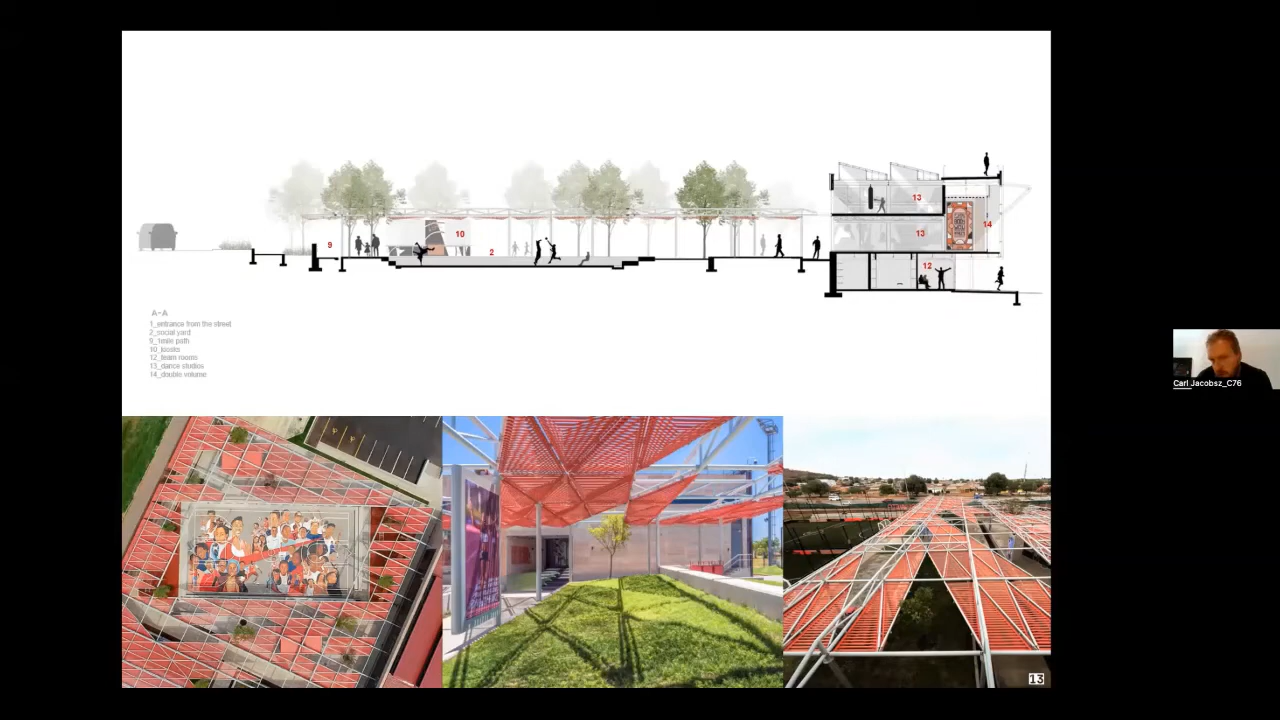 13
14
13
10
9
2
12
A-A
1_entrance from the street
2_social yard
9_1mile path
10_kiosks
12_team rooms
13_dance studios
14_double volume
Carl Jacobsz_C76
13